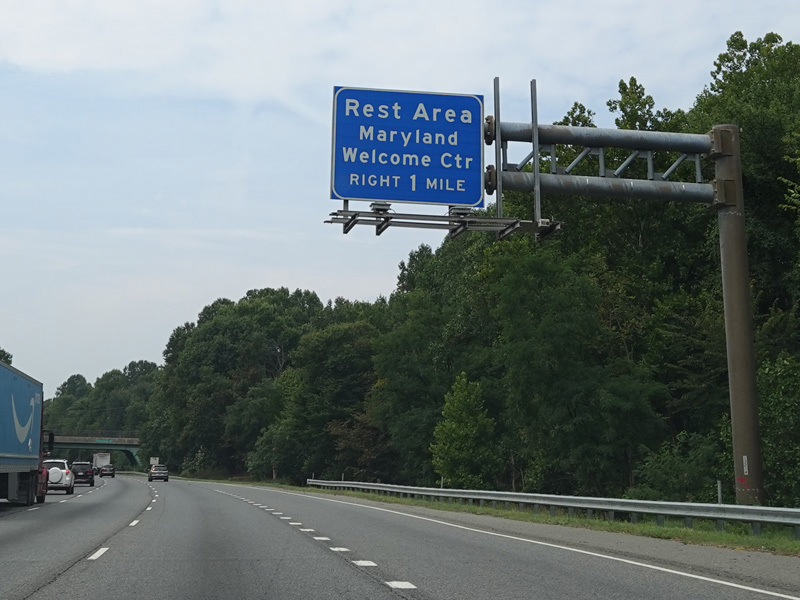 Rest Area
Maryland
Welcome Ctr
RIGHT 1 MILE